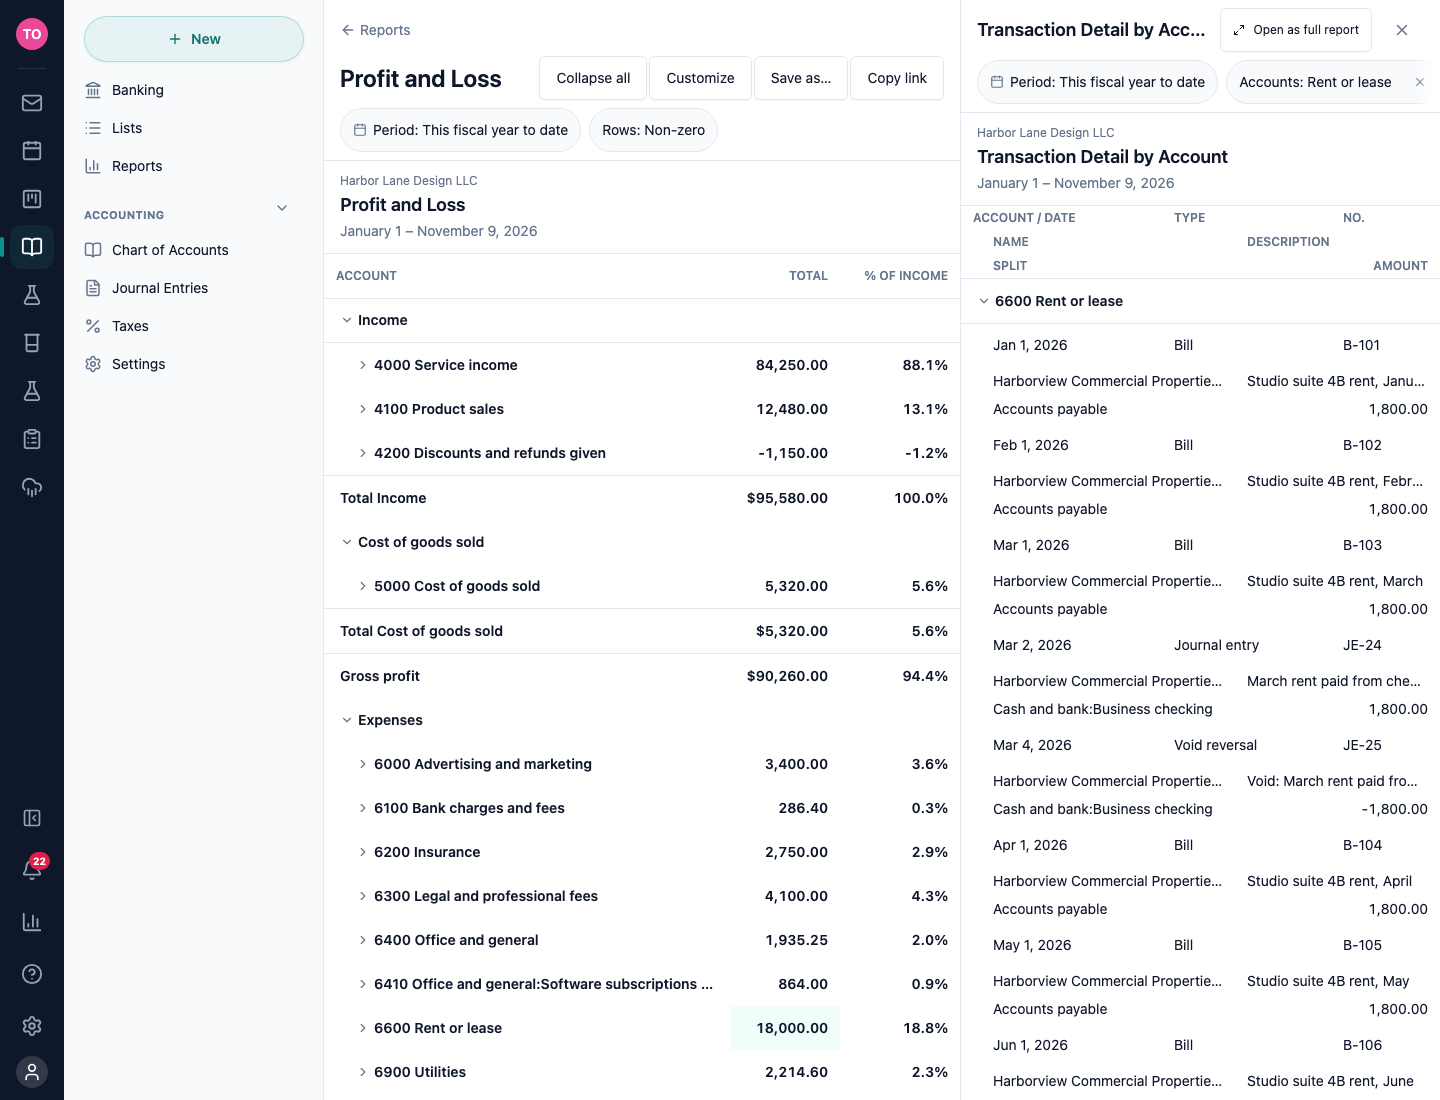 TO
22
New
Banking
Lists
Reports
ACCOUNTING
Chart of Accounts
Journal Entries
Taxes
Settings
Reports
Profit and Loss
Collapse all
Customize
Save as...
Copy link
Period: This fiscal year to date
Rows: Non-zero
Harbor Lane Design LLC
Profit and Loss
January 1 – November 9, 2026
ACCOUNT TOTAL % OF INCOME
Income
4000 Service income 84,250.00 88.1%
4100 Product sales 12,480.00 13.1%
4200 Discounts and refunds given -1,150.00 -1.2%
Total Income $95,580.00 100.0%
Cost of goods sold
5000 Cost of goods sold 5,320.00 5.6%
Total Cost of goods sold $5,320.00 5.6%
Gross profit $90,260.00 94.4%
Expenses
6000 Advertising and marketing 3,400.00 3.6%
6100 Bank charges and fees 286.40 0.3%
6200 Insurance 2,750.00 2.9%
6300 Legal and professional fees 4,100.00 4.3%
6400 Office and general 1,935.25 2.0%
6410 Office and general:Software subscriptions ... 864.00 0.9%
6600 Rent or lease 18,000.00 18.8%
6900 Utilities 2,214.60 2.3%
Transaction Detail by Acc...
Open as full report
Period: This fiscal year to date
Accounts: Rent or lease
Harbor Lane Design LLC
Transaction Detail by Account
January 1 – November 9, 2026
ACCOUNT / DATE TYPE NO.
NAME DESCRIPTION
SPLIT AMOUNT
6600 Rent or lease
Jan 1, 2026 Bill B-101
Harborview Commercial Propertie... Studio suite 4B rent, Janu...
Accounts payable 1,800.00
Feb 1, 2026 Bill B-102
Harborview Commercial Propertie... Studio suite 4B rent, Febr...
Accounts payable 1,800.00
Mar 1, 2026 Bill B-103
Harborview Commercial Propertie... Studio suite 4B rent, March
Accounts payable 1,800.00
Mar 2, 2026 Journal entry JE-24
Harborview Commercial Propertie... March rent paid from che...
Cash and bank:Business checking 1,800.00
Mar 4, 2026 Void reversal JE-25
Harborview Commercial Propertie... Void: March rent paid fro...
Cash and bank:Business checking -1,800.00
Apr 1, 2026 Bill B-104
Harborview Commercial Propertie... Studio suite 4B rent, April
Accounts payable 1,800.00
May 1, 2026 Bill B-105
Harborview Commercial Propertie... Studio suite 4B rent, May
Accounts payable 1,800.00
Jun 1, 2026 Bill B-106
Harborview Commercial Propertie... Studio suite 4B rent, June